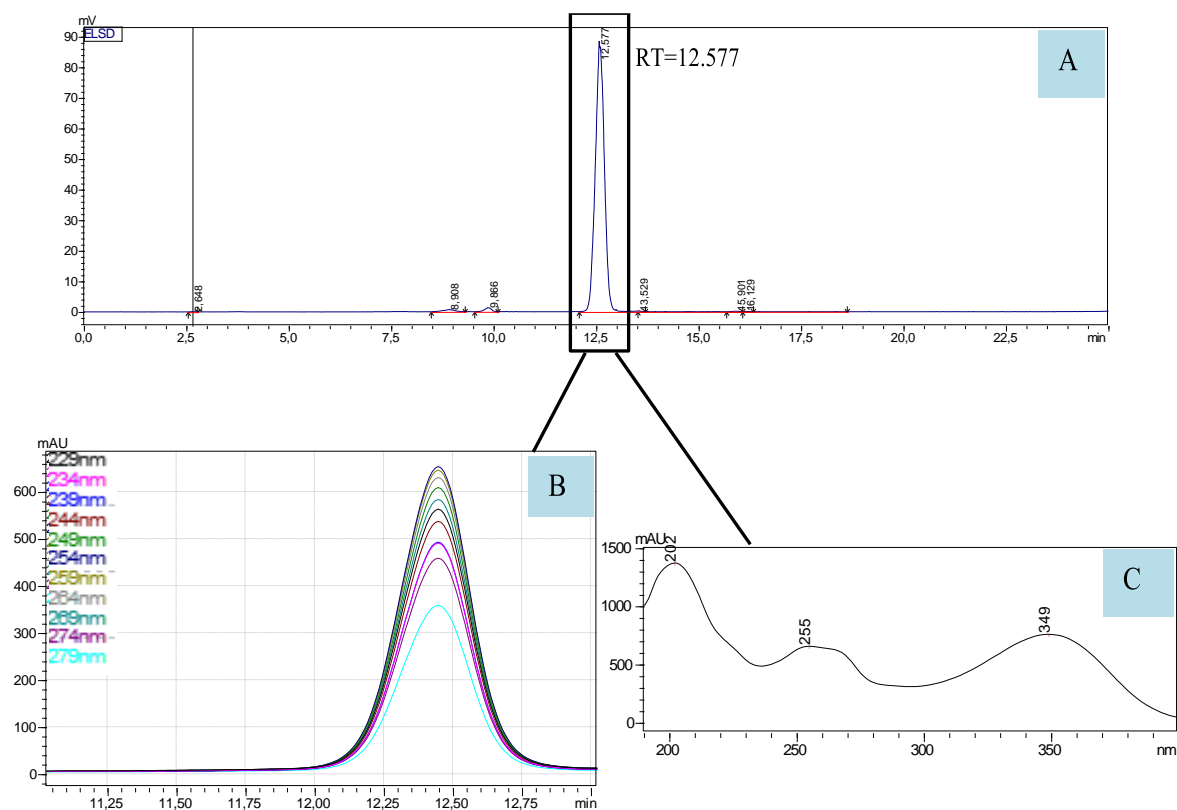 mV
ELSD
90
80
70
60
50
40
30
20
10
0
2,648
8,908
9,866
12,577
13,529
15,901
16,129
RT=12.577
A
0,0 2,5 5,0 7,5 10,0 12,5 15,0 17,5 20,0 22,5 min
mAU
229nm
234nm
239nm
244nm
249nm
254nm
259nm
264nm
269nm
274nm
279nm
600
500
400
300
200
100
0
B
11,25 11,50 11,75 12,00 12,25 12,50 12,75 min
mAU
1500
1000
500
0
202
255
349
C
200 250 300 350 nm